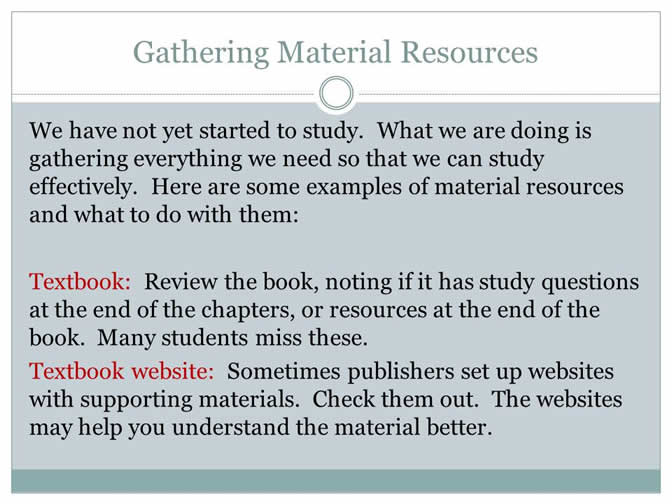 Gathering Material Resources
We have not yet started to study.  What we are doing is
gathering everything we need so that we can study
effectively.  Here are some examples of material resources
and what to do with them:
Textbook:  Review the book, noting if it has study questions
at the end of the chapters, or resources at the end of the
book.  Many students miss these.
Textbook website:  Sometimes publishers set up websites
with supporting materials.  Check them out.  The websites
may help you understand the material better.